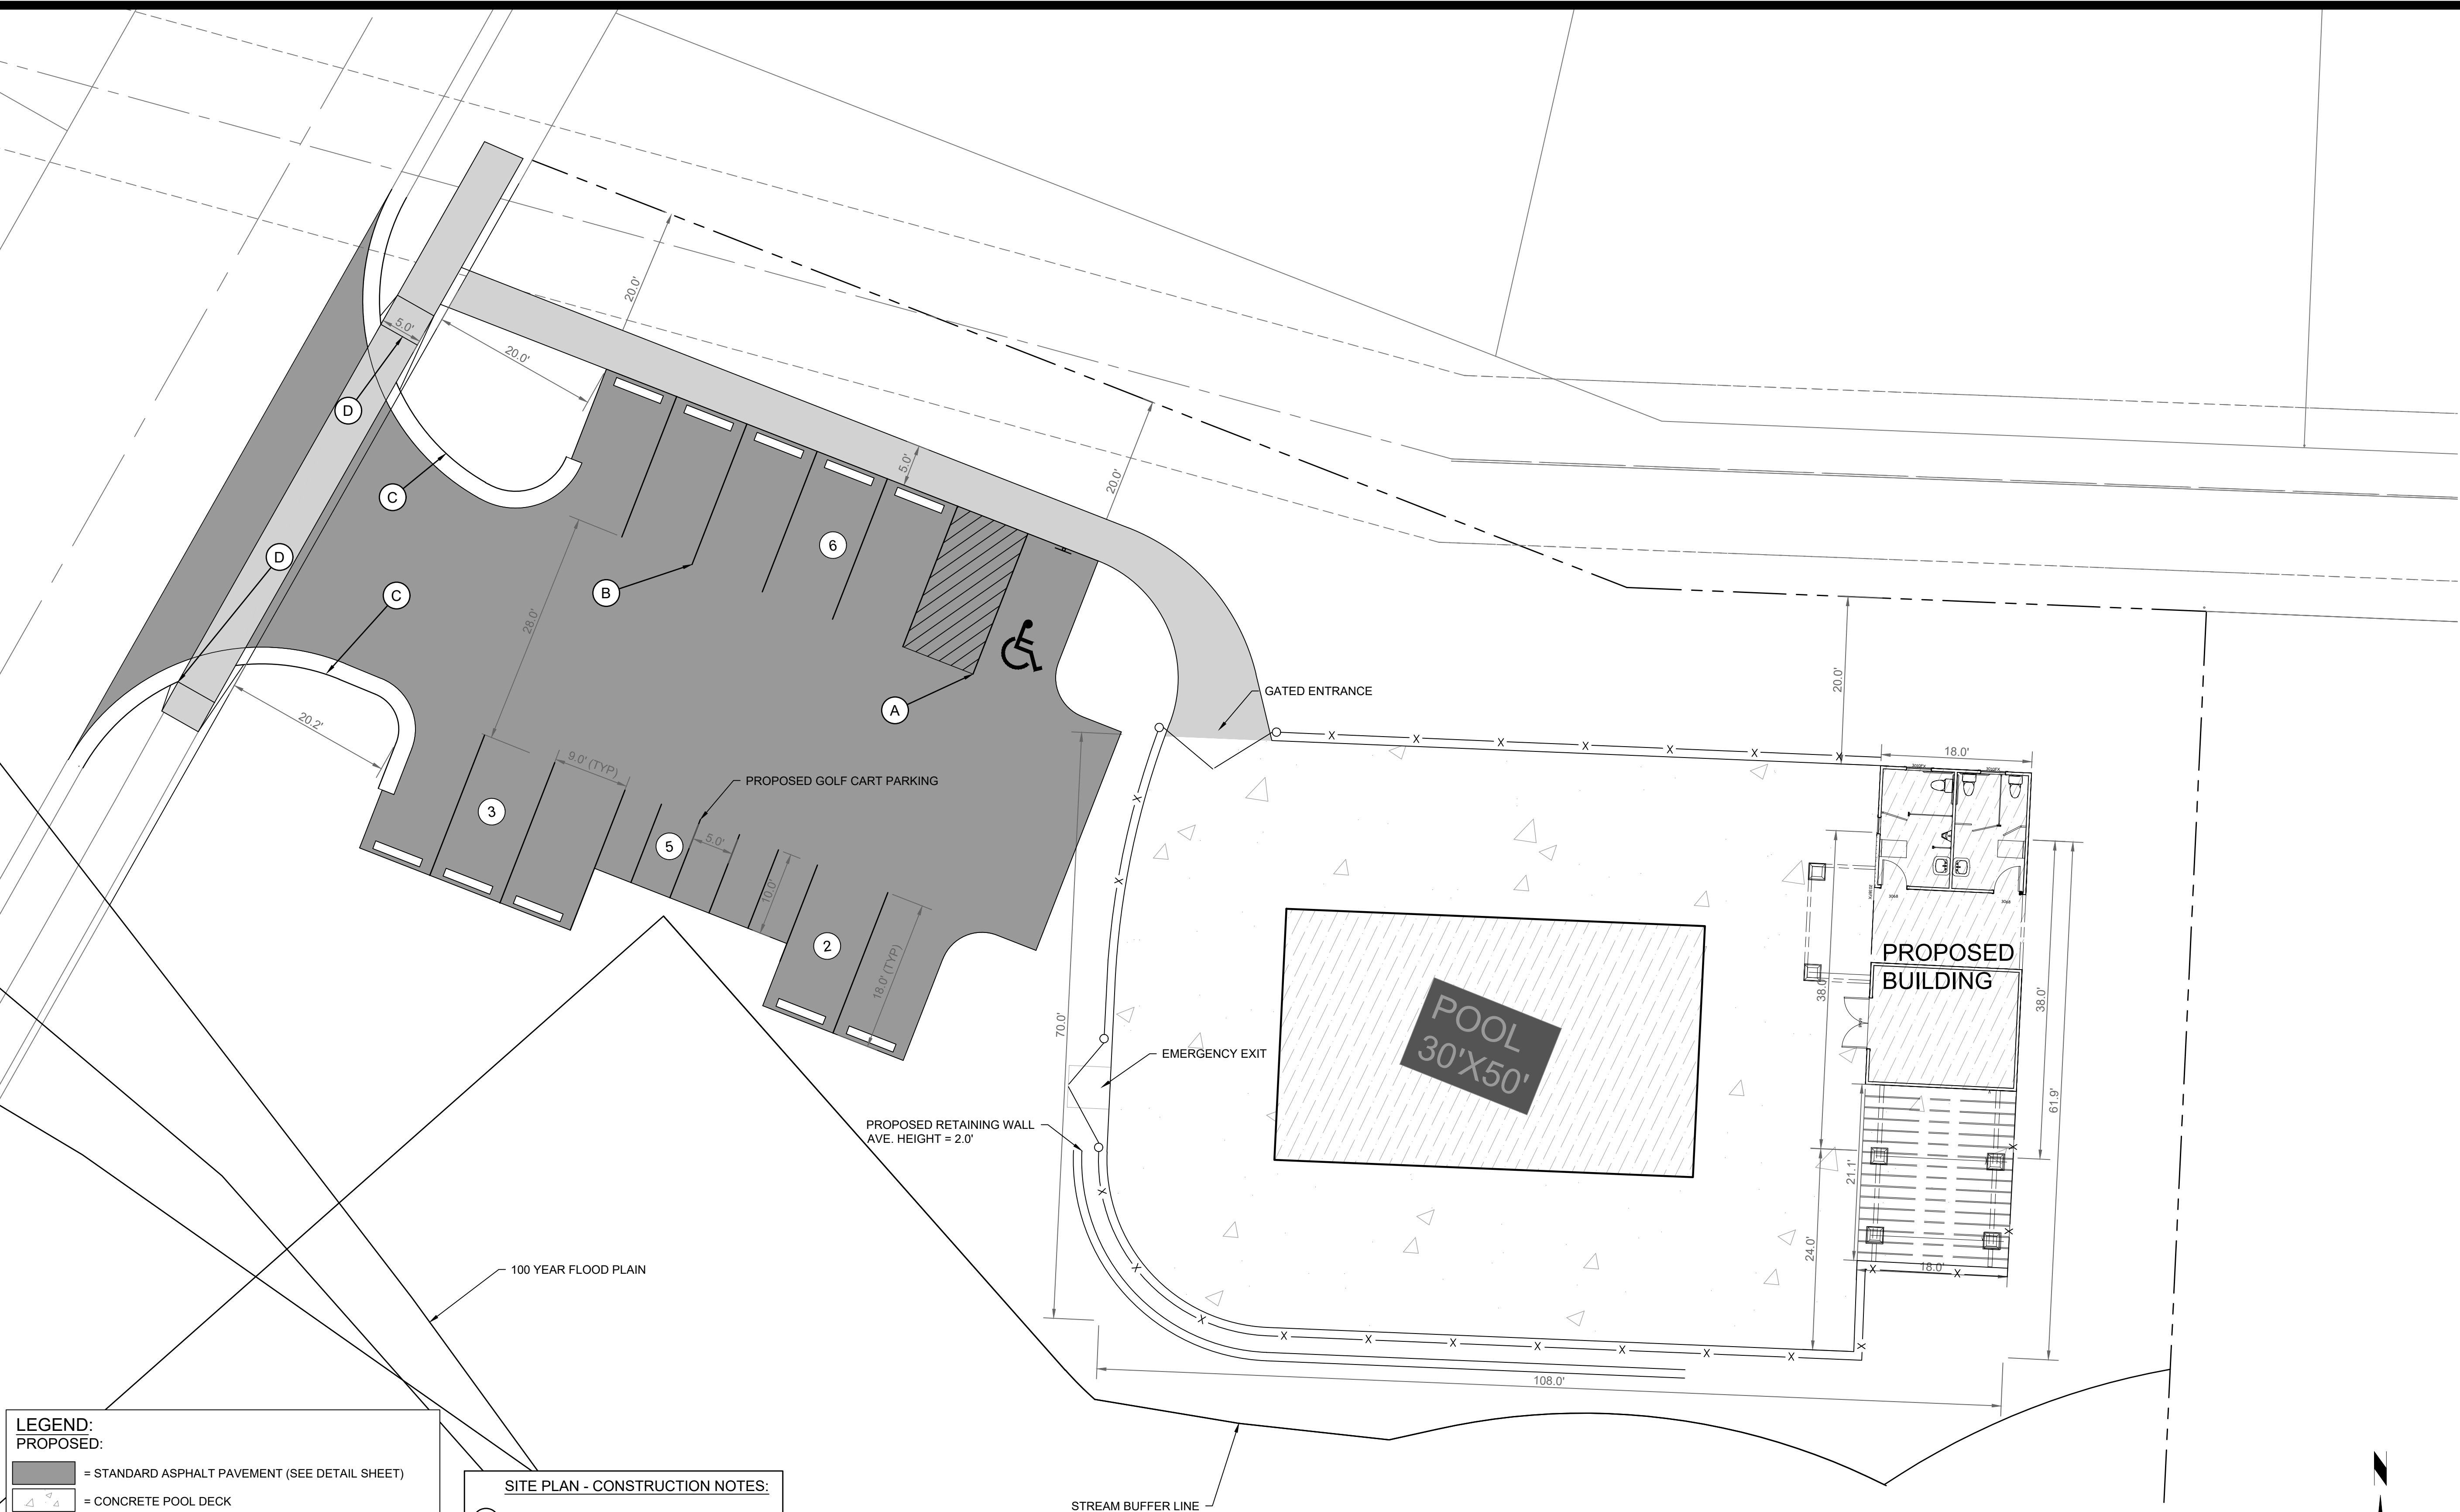 20.0'
5.0'
20.0'
D
C
5.0'
20.0'
6
D
B
28.0'
C
A
GATED ENTRANCE
20.0'
X X X X X X X
18.0'
20.2'
9.0' (TYP)
PROPOSED GOLF CART PARKING
3
5
5.0'
10.0'
2
18.0' (TYP)
X
X
3068
3068
PROPOSED
BUILDING
38.0'
38.0'
POOL
30'X50'
70.0'
EMERGENCY EXIT
PROPOSED RETAINING WALL
AVE. HEIGHT = 2.0'
61.9'
21.1'
24.0'
X
X
X
X
X
X X X X X X X
X
X 18.0' X
100 YEAR FLOOD PLAIN
108.0'
LEGEND:
PROPOSED:
= STANDARD ASPHALT PAVEMENT (SEE DETAIL SHEET)
= CONCRETE POOL DECK
SITE PLAN - CONSTRUCTION NOTES:
STREAM BUFFER LINE
N